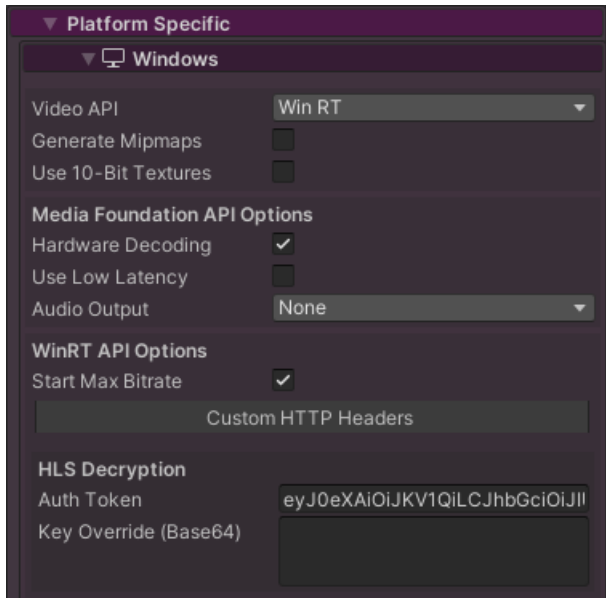 Platform Specific
Windows
Video API Win RT
Generate Mipmaps
Use 10-Bit Textures
Media Foundation API Options
Hardware Decoding
Use Low Latency
Audio Output None
WinRT API Options
Start Max Bitrate
Custom HTTP Headers
HLS Decryption
Auth Token eyJ0eXAiOiJKV1QiLCJhbGciOiJIU
Key Override (Base64)